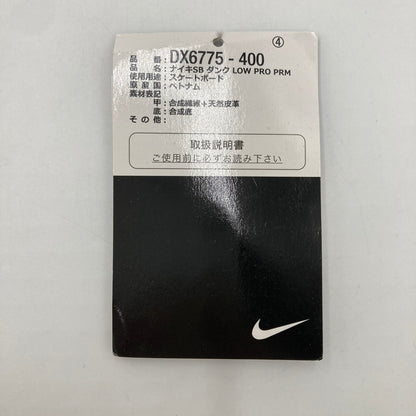 ④
品 番: DX6775 - 400
品 名: ナイキSB ダンク LOW PRO PRM
使用用途: スケートボード
原産国: ベトナム
素材表記
甲: 合成繊維+天然皮革
底: 合成底
その他:
取扱説明書
ご使用前に必ずお読み下さい